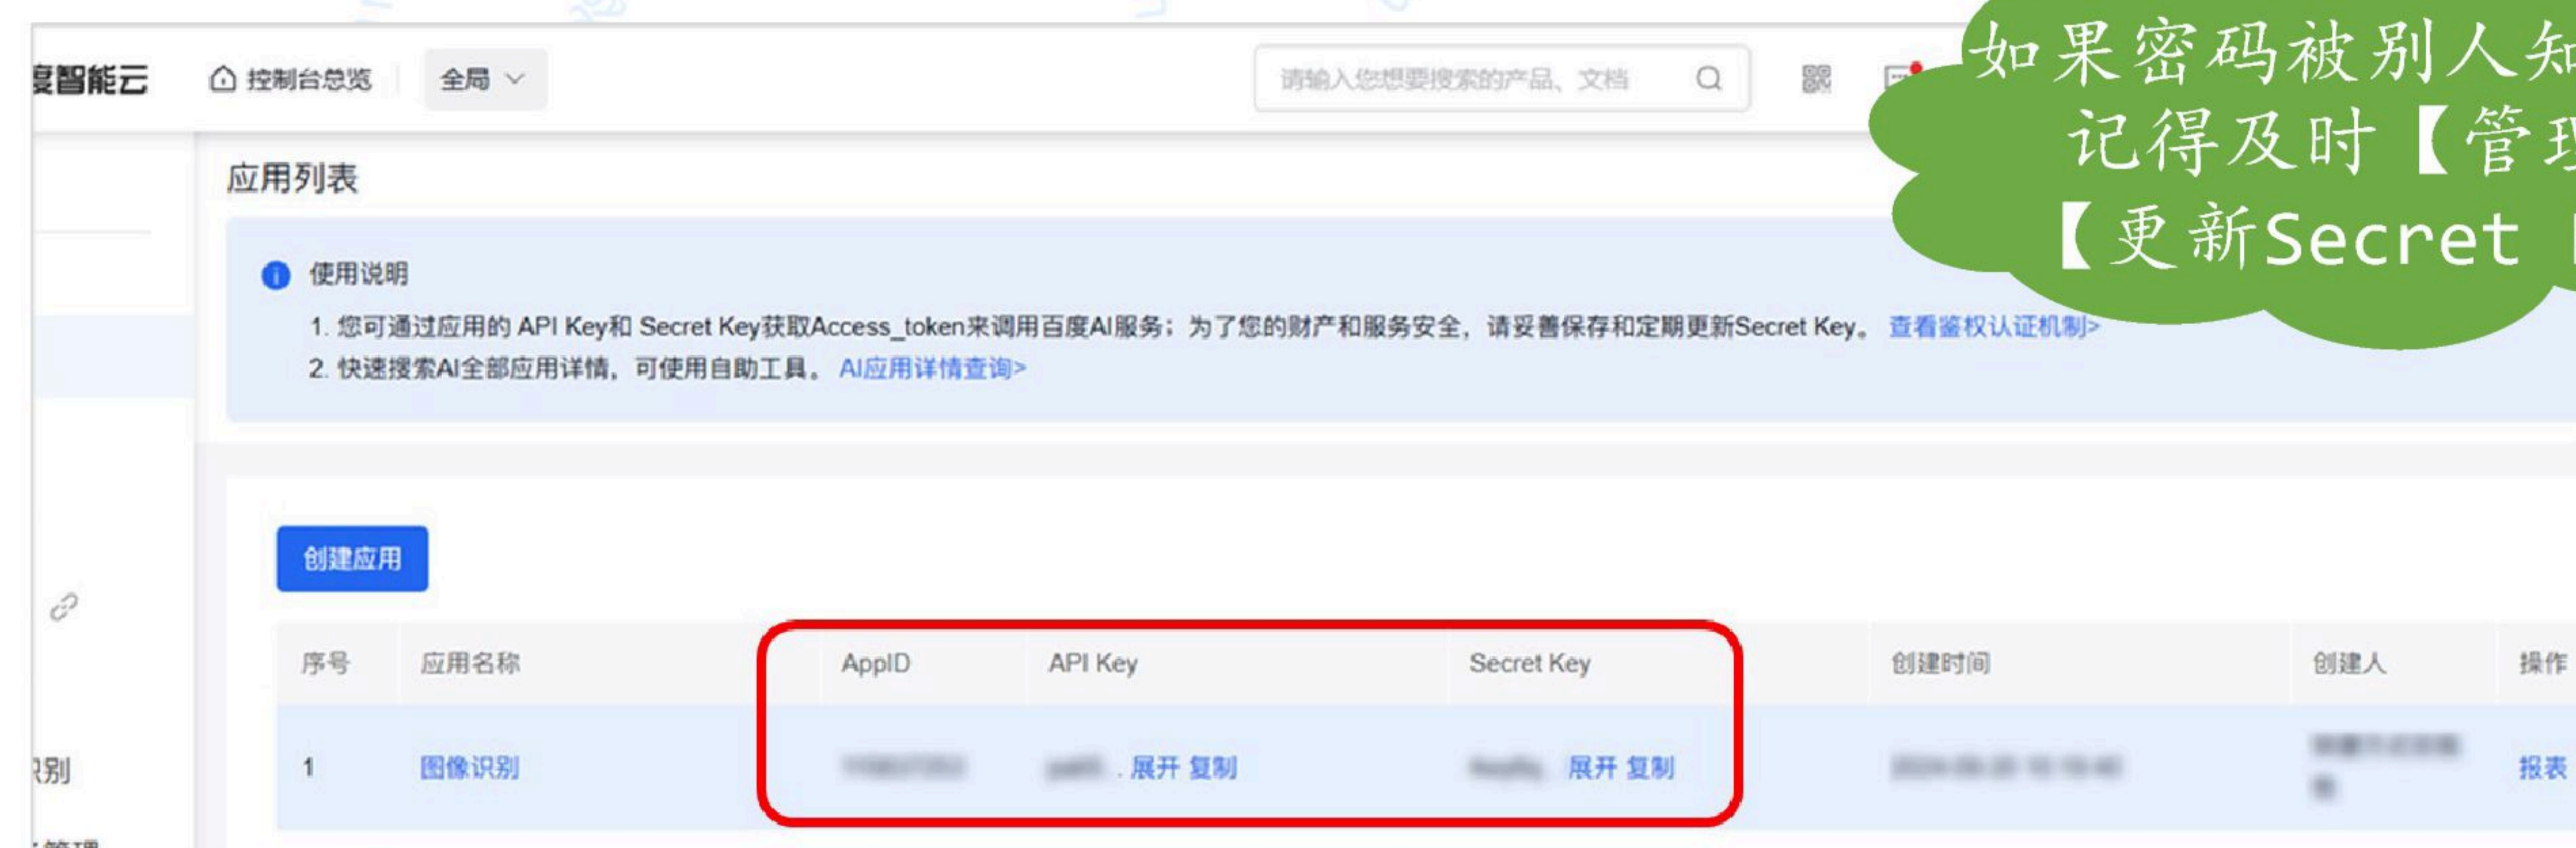 度智能云 控制台总览 全局 请输入您想要搜索的产品、文档
如果密码被别人知
记得及时【管理
【更新Secret
应用列表
使用说明
1. 您可通过应用的 API Key和 Secret Key获取Access_token来调用百度AI服务；为了您的财产和服务安全，请妥善保存和定期更新Secret Key。 查看鉴权认证机制>
2. 快速搜索AI全部应用详情，可使用自助工具。 AI应用详情查询>
创建应用
序号 应用名称 AppID API Key Secret Key 创建时间 创建人 操作
识别 1 图像识别 展开 复制 展开 复制 报表
管理